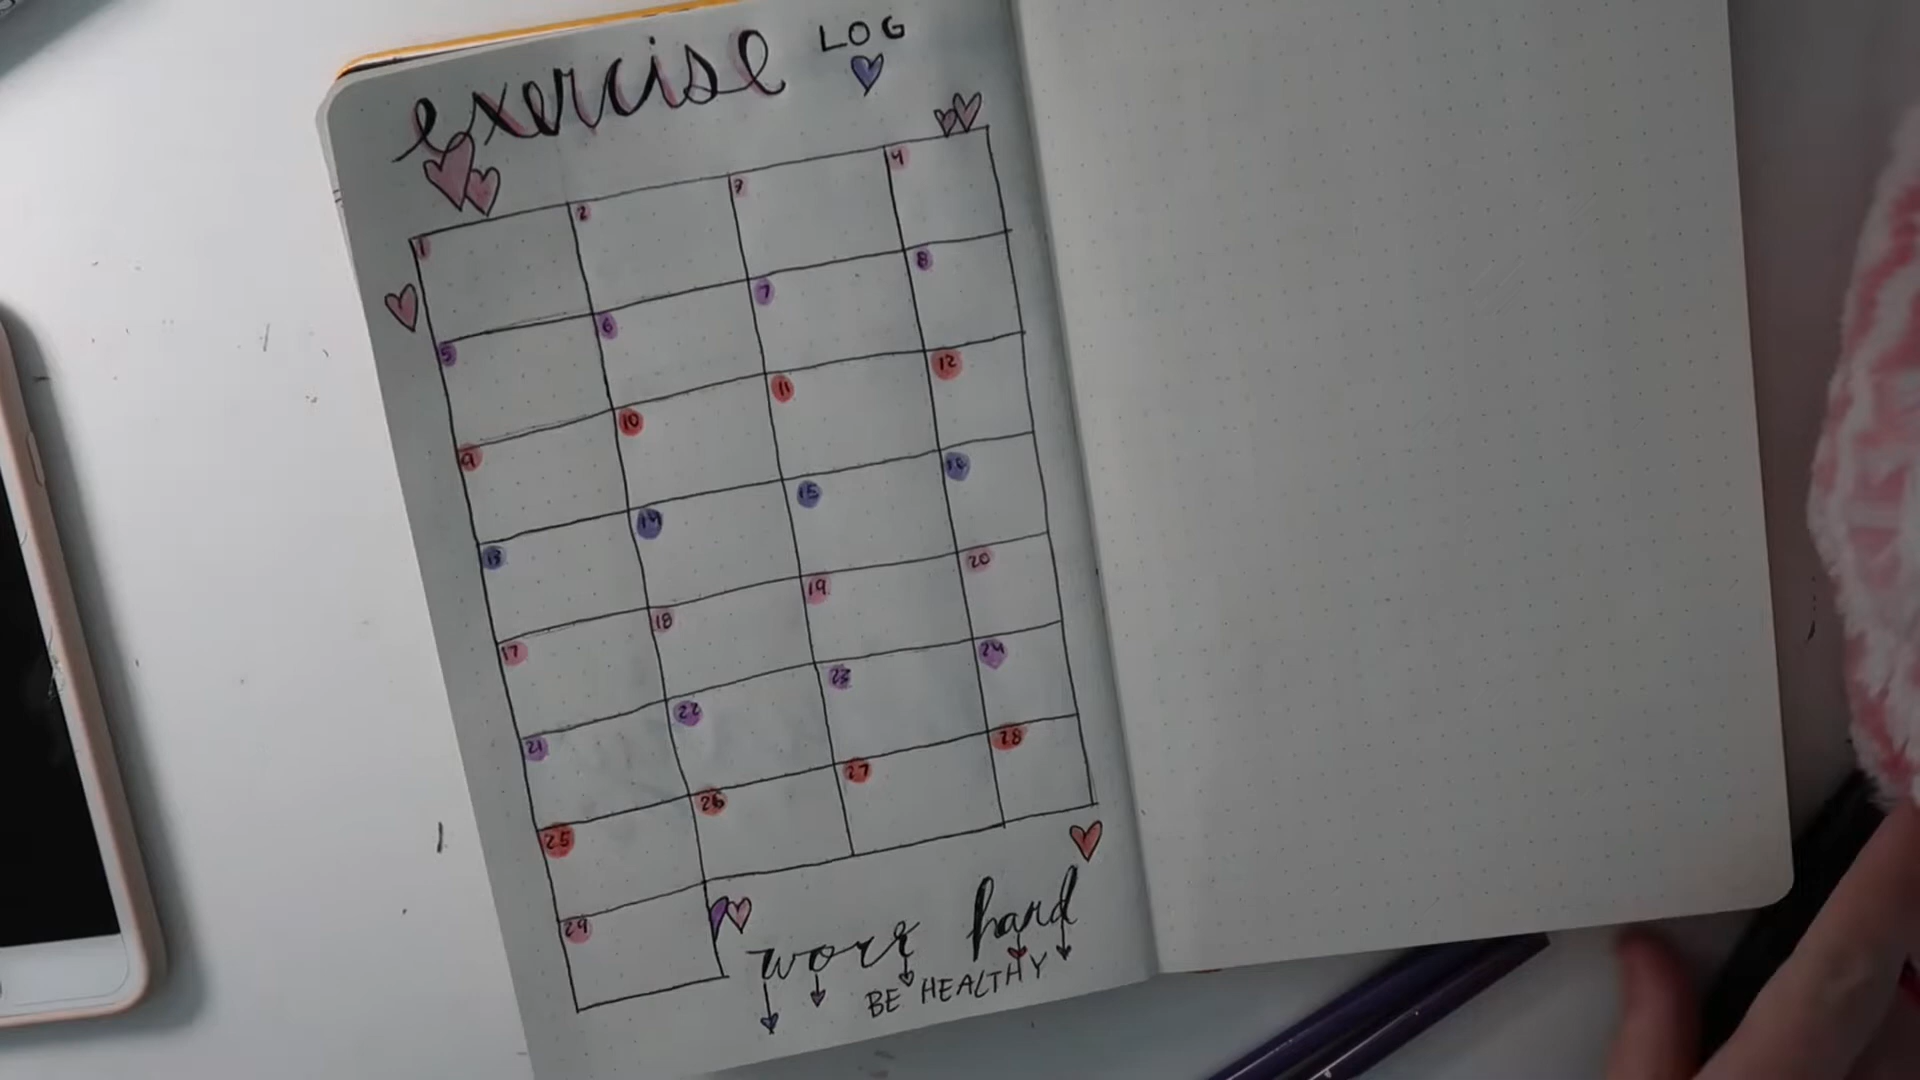 exercise LOG
1 2 3 4
5 6 7 8
9 10 11 12
13 14 15 16
17 18 19 20
21 22 23 24
25 26 27 28
29
work hard
BE HEALTHY